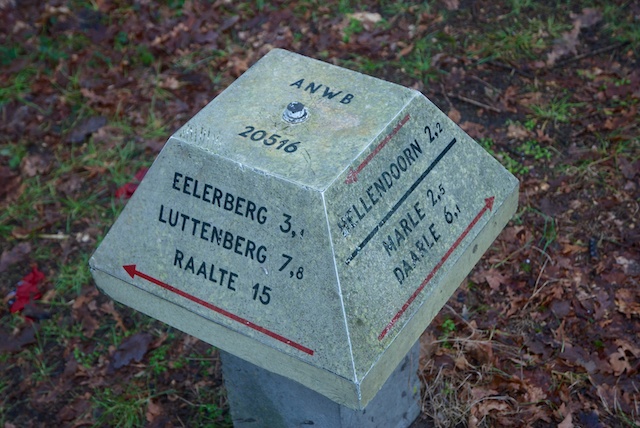 ANWB
20516
EELERBERG 3,1
LUTTENBERG 7,8
RAALTE 15
HELLENDOORN 2,2
MARLE 2,5
DAARLE 6,1